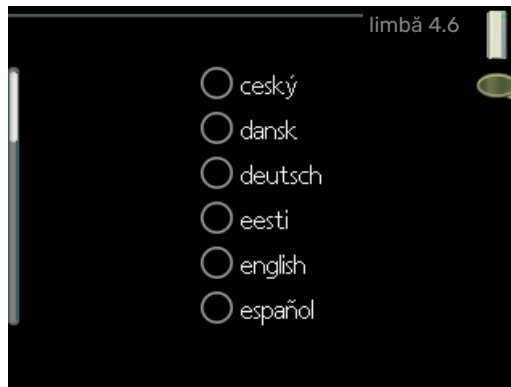 limbă 4.6
ceský
dansk
deutsch
eesti
english
español